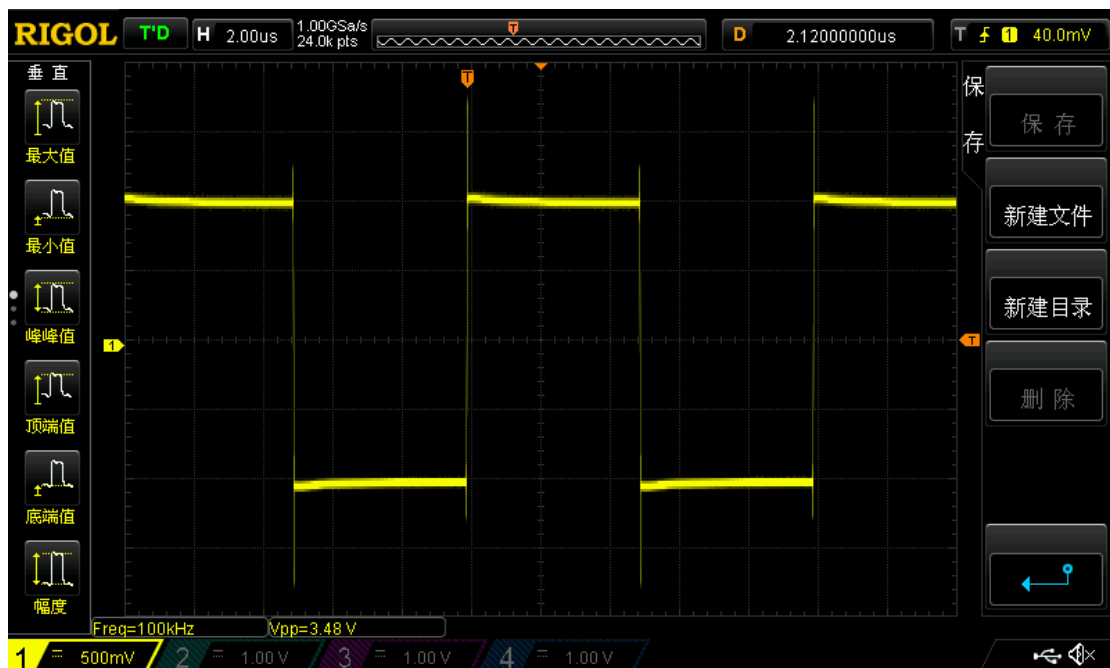 RIGOL T'D H 2.00us 1.00GSa/s 24.0k pts T D 2.12000000us T 1 40.0mV
垂直
最大值
最小值
峰峰值
顶端值
底端值
幅度
T
1
T
保存
保存
新建文件
新建目录
删除
Freq=100kHz Vpp=3.48 V
1 = 500mV 2 = 1.00 V 3 = 1.00 V 4 = 1.00 V